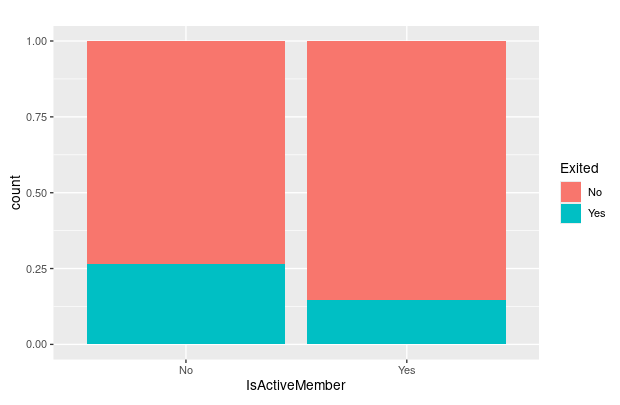 1.00
0.75
0.50
0.25
0.00
count
No
Yes
IsActiveMember
Exited
No
Yes